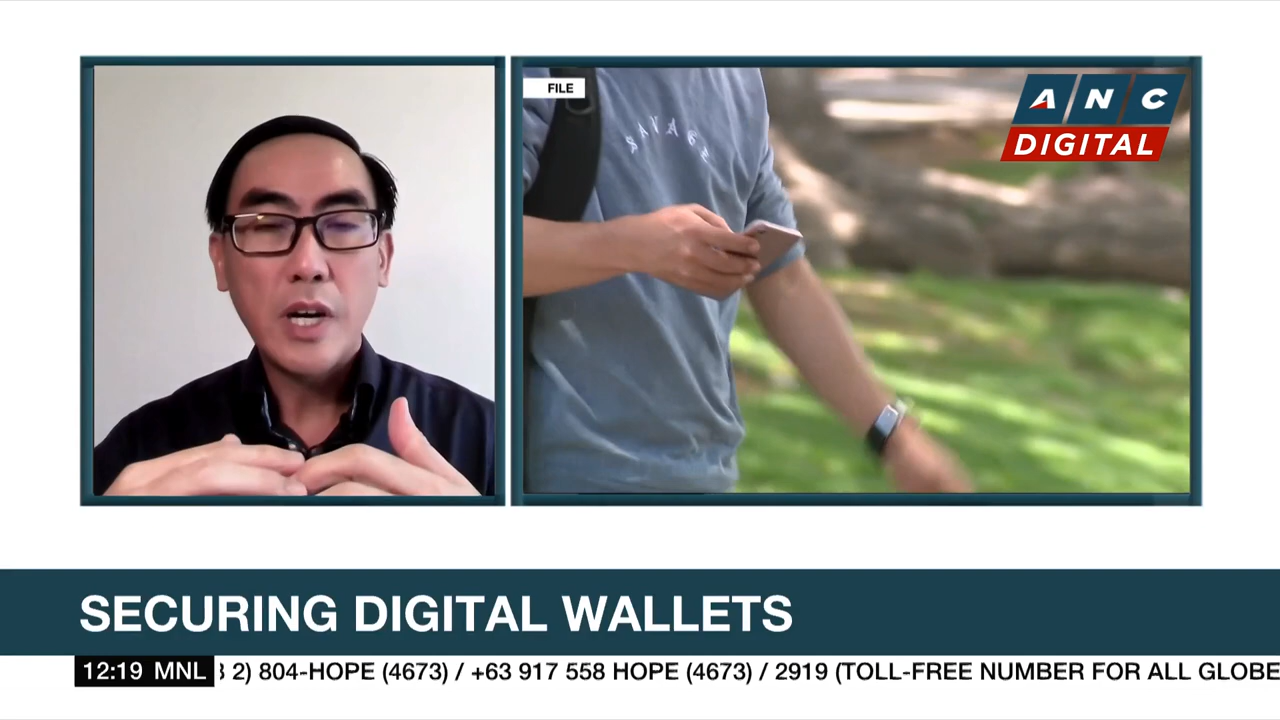 FILE
SAVAGE
ANC
DIGITAL
SECURING DIGITAL WALLETS
12:19 MNL
2) 804-HOPE (4673) / +63 917 558 HOPE (4673) / 2919 (TOLL-FREE NUMBER FOR ALL GLOBE